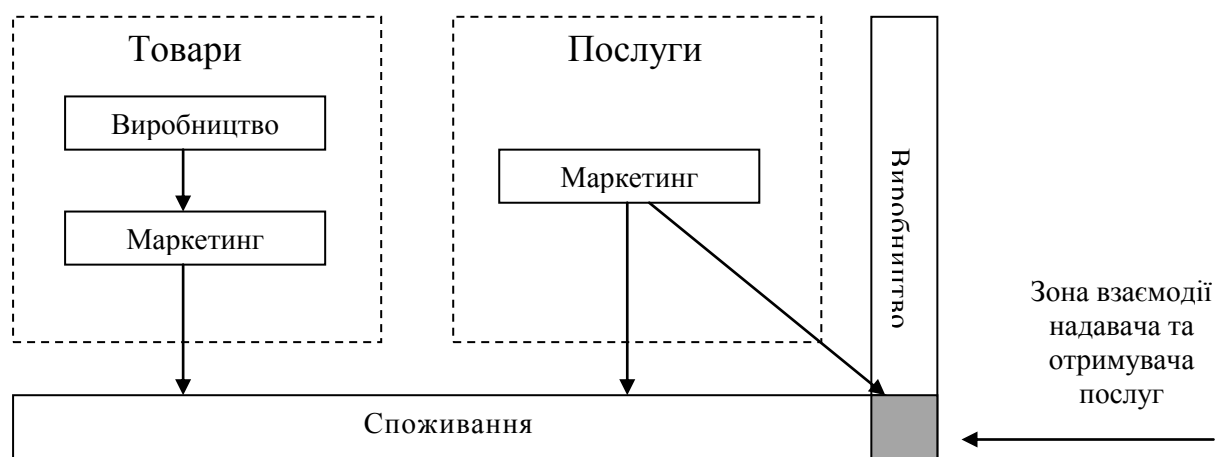 Товари
Виробництво
Маркетинг
Послуги
Маркетинг
Виробництво
Зона взаємодії
надавача та
отримувача
послуг
Споживання